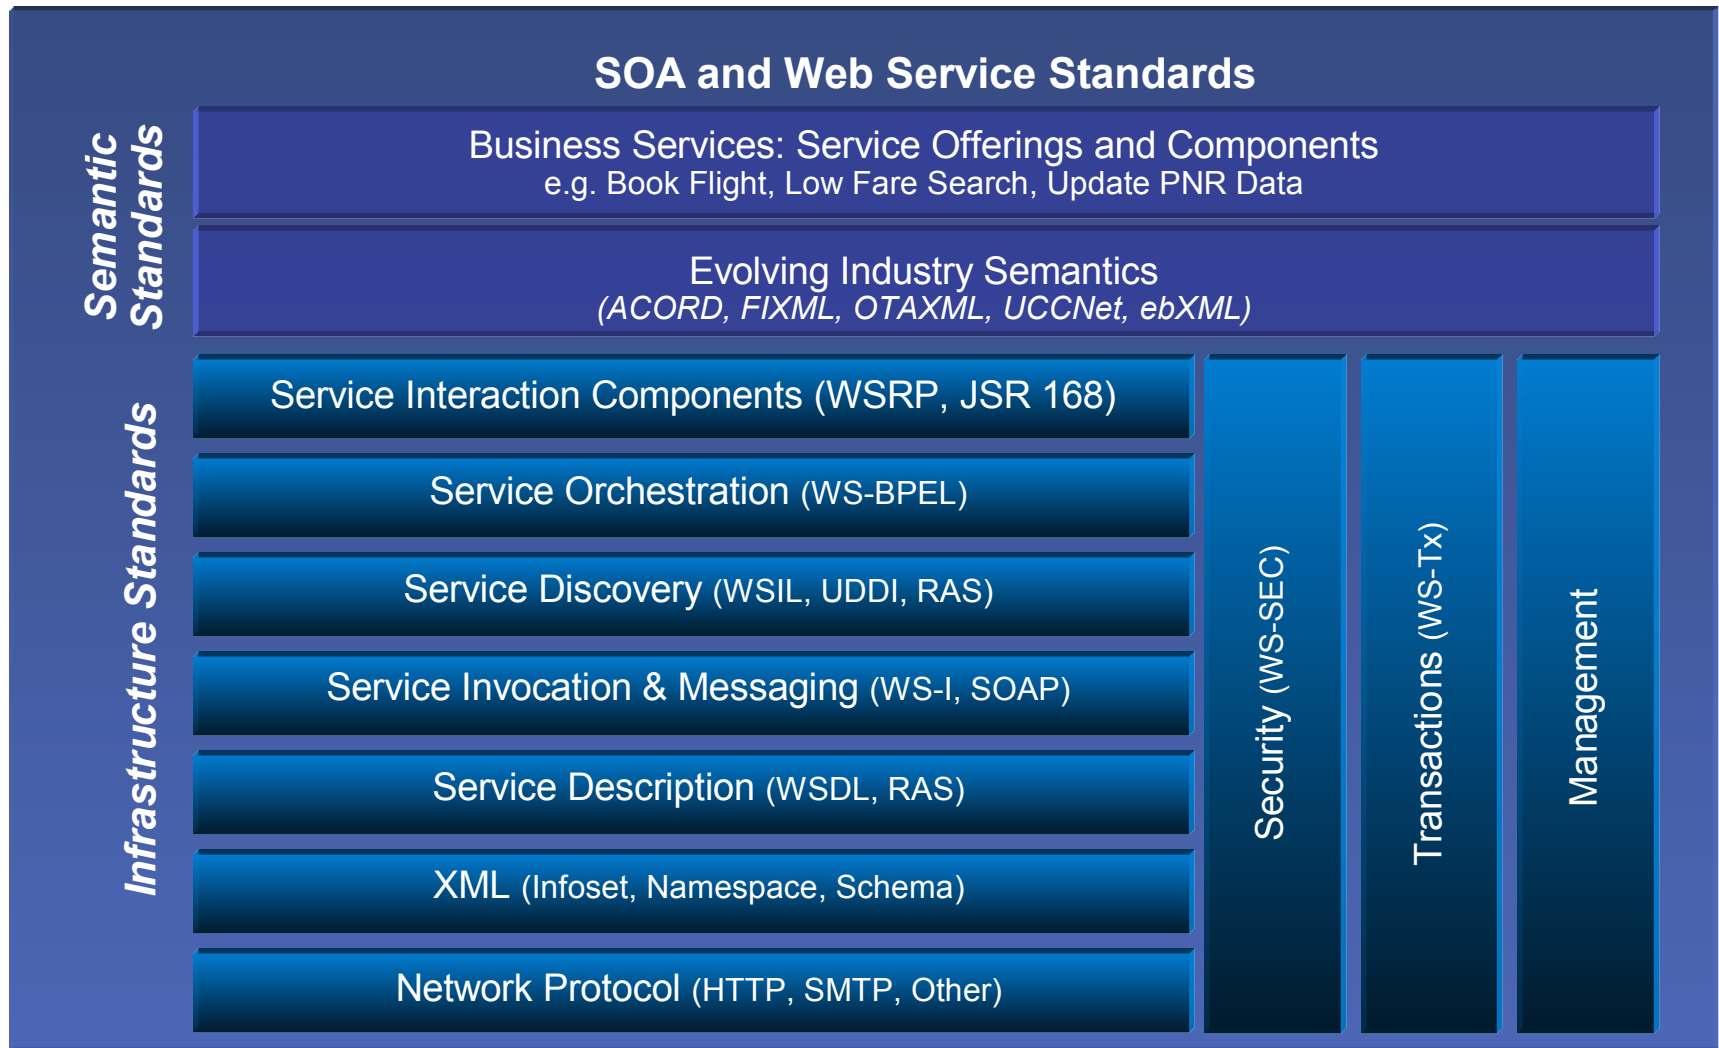 SOA and Web Service Standards
Semantic
Standards
Business Services: Service Offerings and Components
e.g. Book Flight, Low Fare Search, Update PNR Data
Evolving Industry Semantics
(ACORD, FIXML, OTAXML, UCCNet, ebXML)
Infrastructure Standards
Service Interaction Components (WSRP, JSR 168)
Service Orchestration (WS-BPEL)
Service Discovery (WSIL, UDDI, RAS)
Service Invocation & Messaging (WS-I, SOAP)
Service Description (WSDL, RAS)
XML (Infoset, Namespace, Schema)
Network Protocol (HTTP, SMTP, Other)
Security (WS-SEC)
Transactions (WS-Tx)
Management